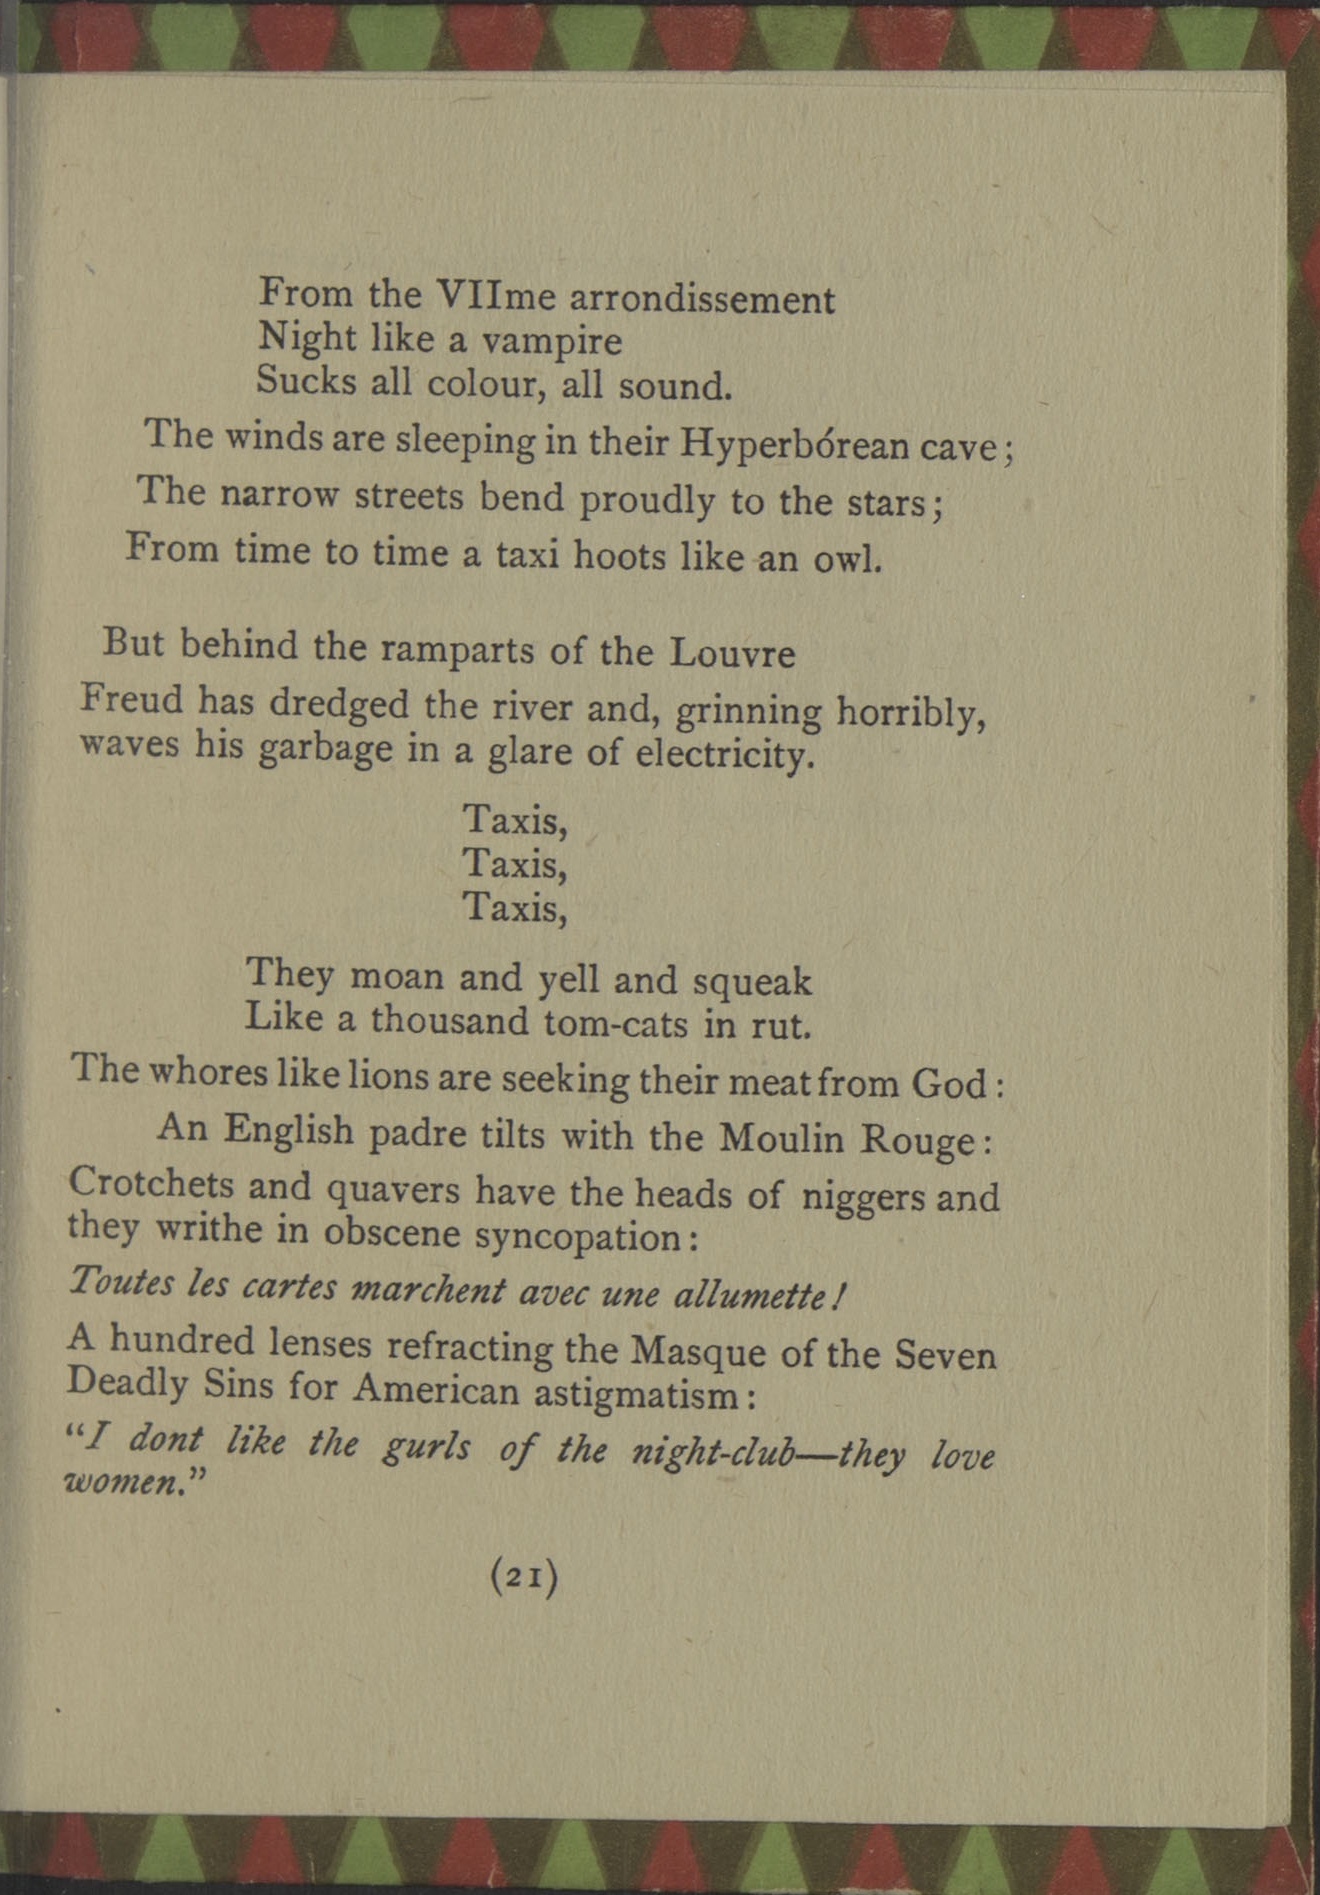 From the VIIme arrondissement
Night like a vampire
Sucks all colour, all sound.
The winds are sleeping in their Hyperbórean cave;
The narrow streets bend proudly to the stars;
From time to time a taxi hoots like an owl.
But behind the ramparts of the Louvre
Freud has dredged the river and, grinning horribly,
waves his garbage in a glare of electricity.
Taxis,
Taxis,
Taxis,
They moan and yell and squeak
Like a thousand tom-cats in rut.
The whores like lions are seeking their meat from God:
An English padre tilts with the Moulin Rouge:
Crotchets and quavers have the heads of niggers and
they writhe in obscene syncopation:
Toutes les cartes marchent avec une allumette!
A hundred lenses refracting the Masque of the Seven
Deadly Sins for American astigmatism:
“I dont like the gurls of the night-club—they love
women.”
(21)